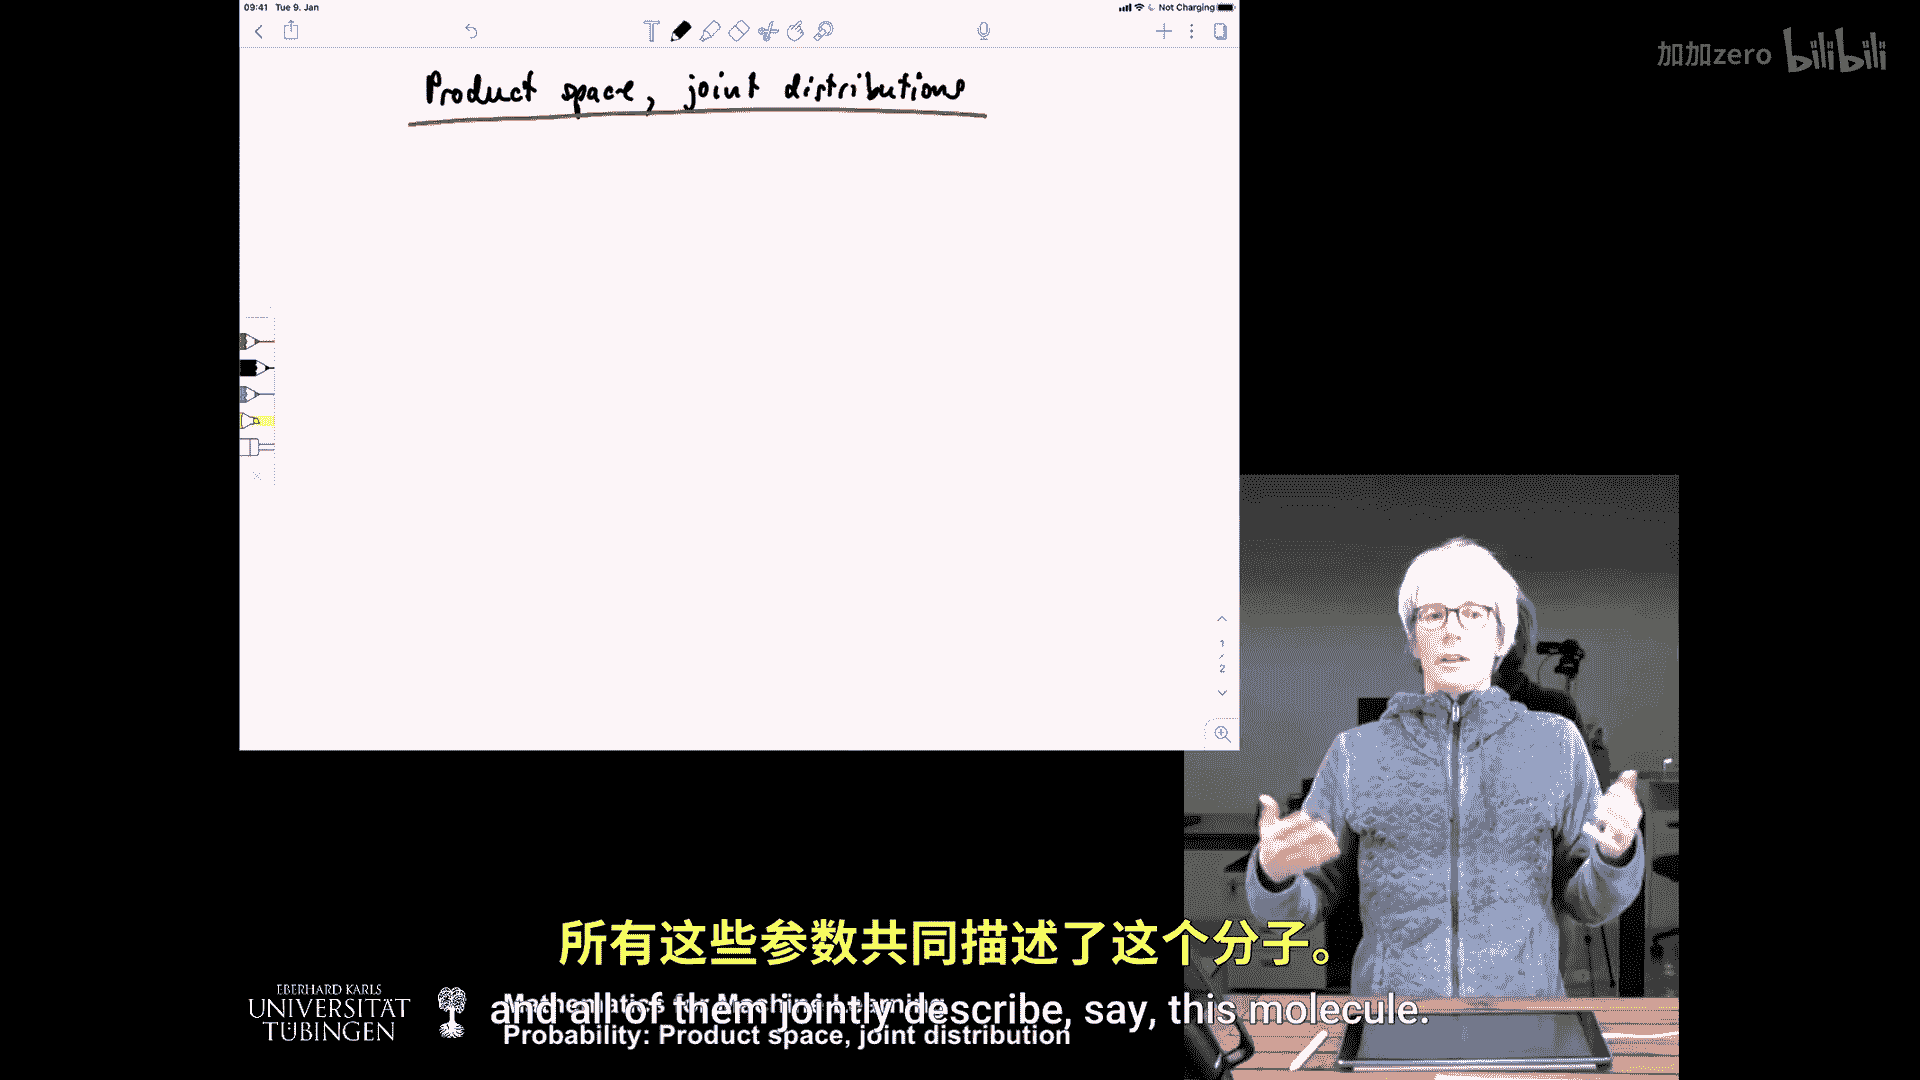 09:41 Tue 9. Jan
Not Charging
加加zero bilibili
Product space, joint distributions
1
2
所有这些参数共同描述了这个分子。
and all of them jointly describe, say, this molecule.
EBERHARD KARLS
UNIVERSITÄT
TÜBINGEN
Mathematics for Machine Learning
Probability: Product space, joint distribution